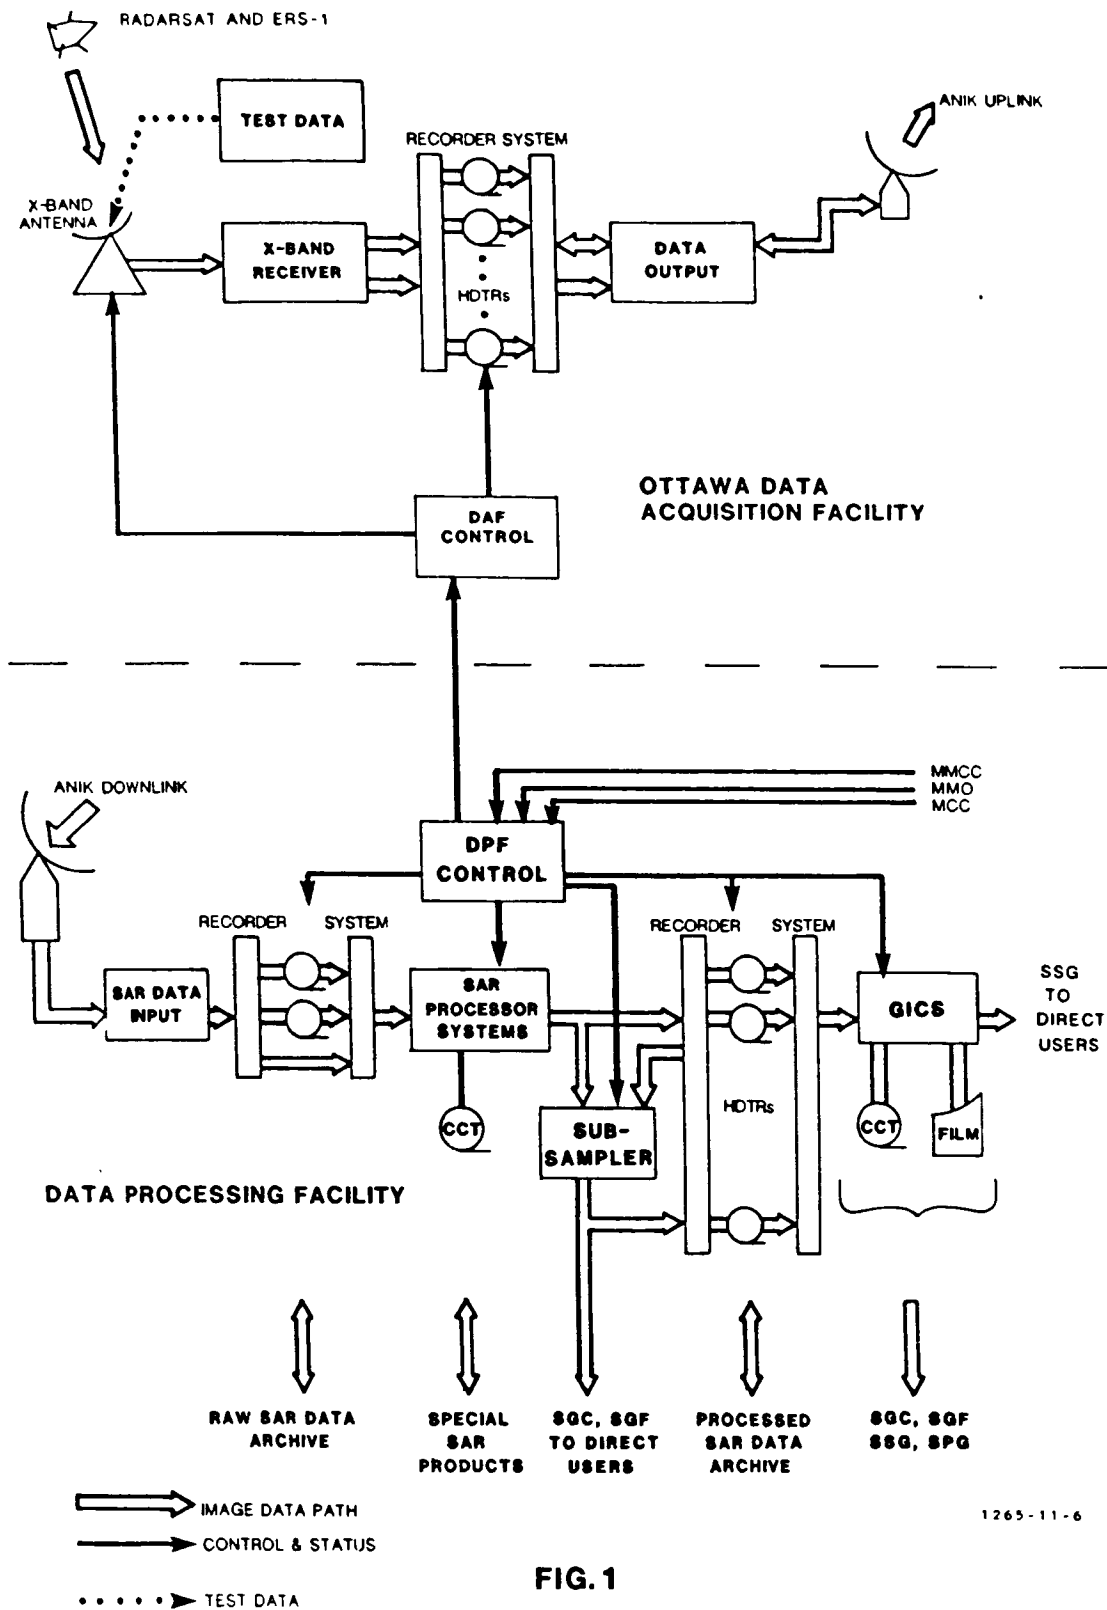 RADARSAT AND ERS-1
TEST DATA
X-BAND
ANTENNA
X-BAND
RECEIVER
RECORDER SYSTEM
HDTRs
DATA
OUTPUT
ANIK UPLINK
DAF
CONTROL
OTTAWA DATA
ACQUISITION FACILITY
ANIK DOWNLINK
MMCC
MMO
MCC
DPF
CONTROL
RECORDER SYSTEM
RECORDER SYSTEM
SAR DATA
INPUT
SAR
PROCESSOR
SYSTEMS
GICS
SSG
TO
DIRECT
USERS
HDTRs
CCT
SUB-
SAMPLER
CCT
FILM
DATA PROCESSING FACILITY
RAW SAR DATA
ARCHIVE
SPECIAL
SAR
PRODUCTS
SGC, SGF
TO DIRECT
USERS
PROCESSED
SAR DATA
ARCHIVE
SGC, SGF
SSG, SPG
IMAGE DATA PATH
CONTROL & STATUS
TEST DATA
1265-11-6
FIG. 1